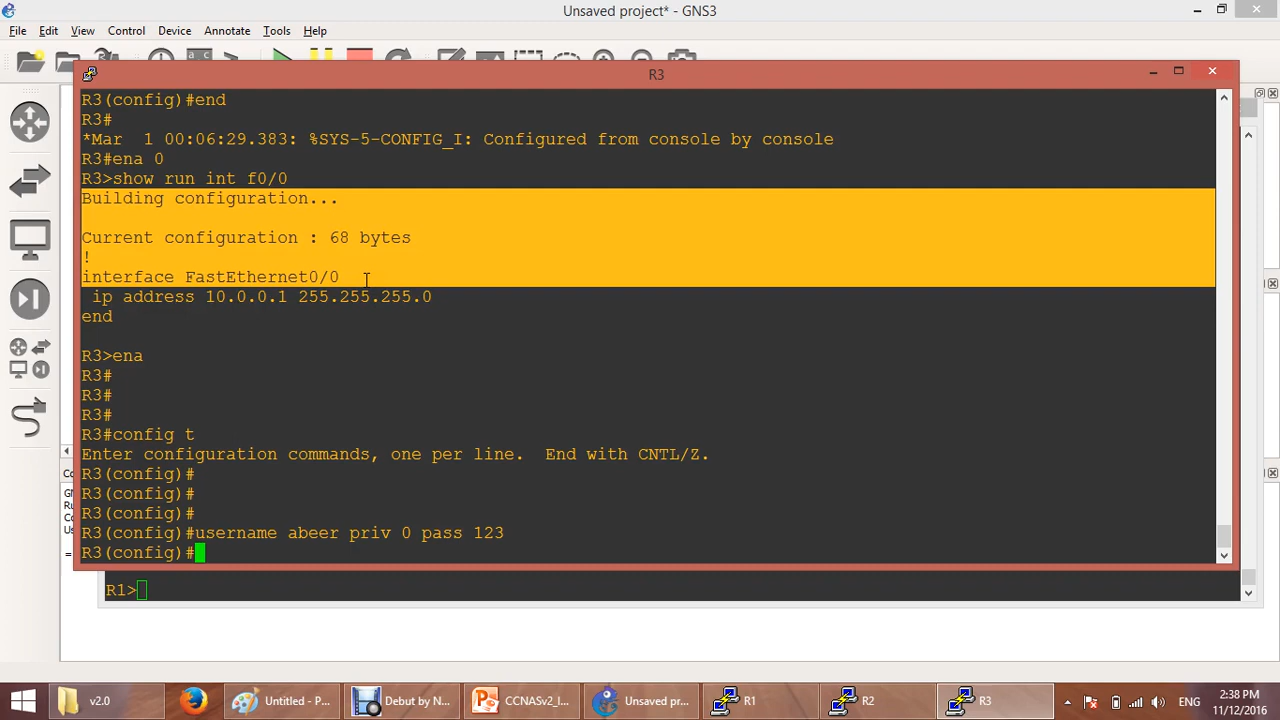 Unsaved project* - GNS3
File Edit View Control Device Annotate Tools Help
R3
R3(config)#end
R3#
*Mar  1 00:06:29.383: %SYS-5-CONFIG_I: Configured from console by console
R3#ena 0
R3>show run int f0/0
Building configuration...
Current configuration : 68 bytes
!
interface FastEthernet0/0
 ip address 10.0.0.1 255.255.255.0
end
R3>ena
R3#
R3#
R3#
R3#config t
Enter configuration commands, one per line.  End with CNTL/Z.
R3(config)#
R3(config)#
R3(config)#
R3(config)#username abeer priv 0 pass 123
R3(config)#
R1>
v2.0
Untitled - P...
Debut by N...
CCNASv2_I...
Unsaved pr...
R1
R2
R3
ENG
2:38 PM
11/12/2016